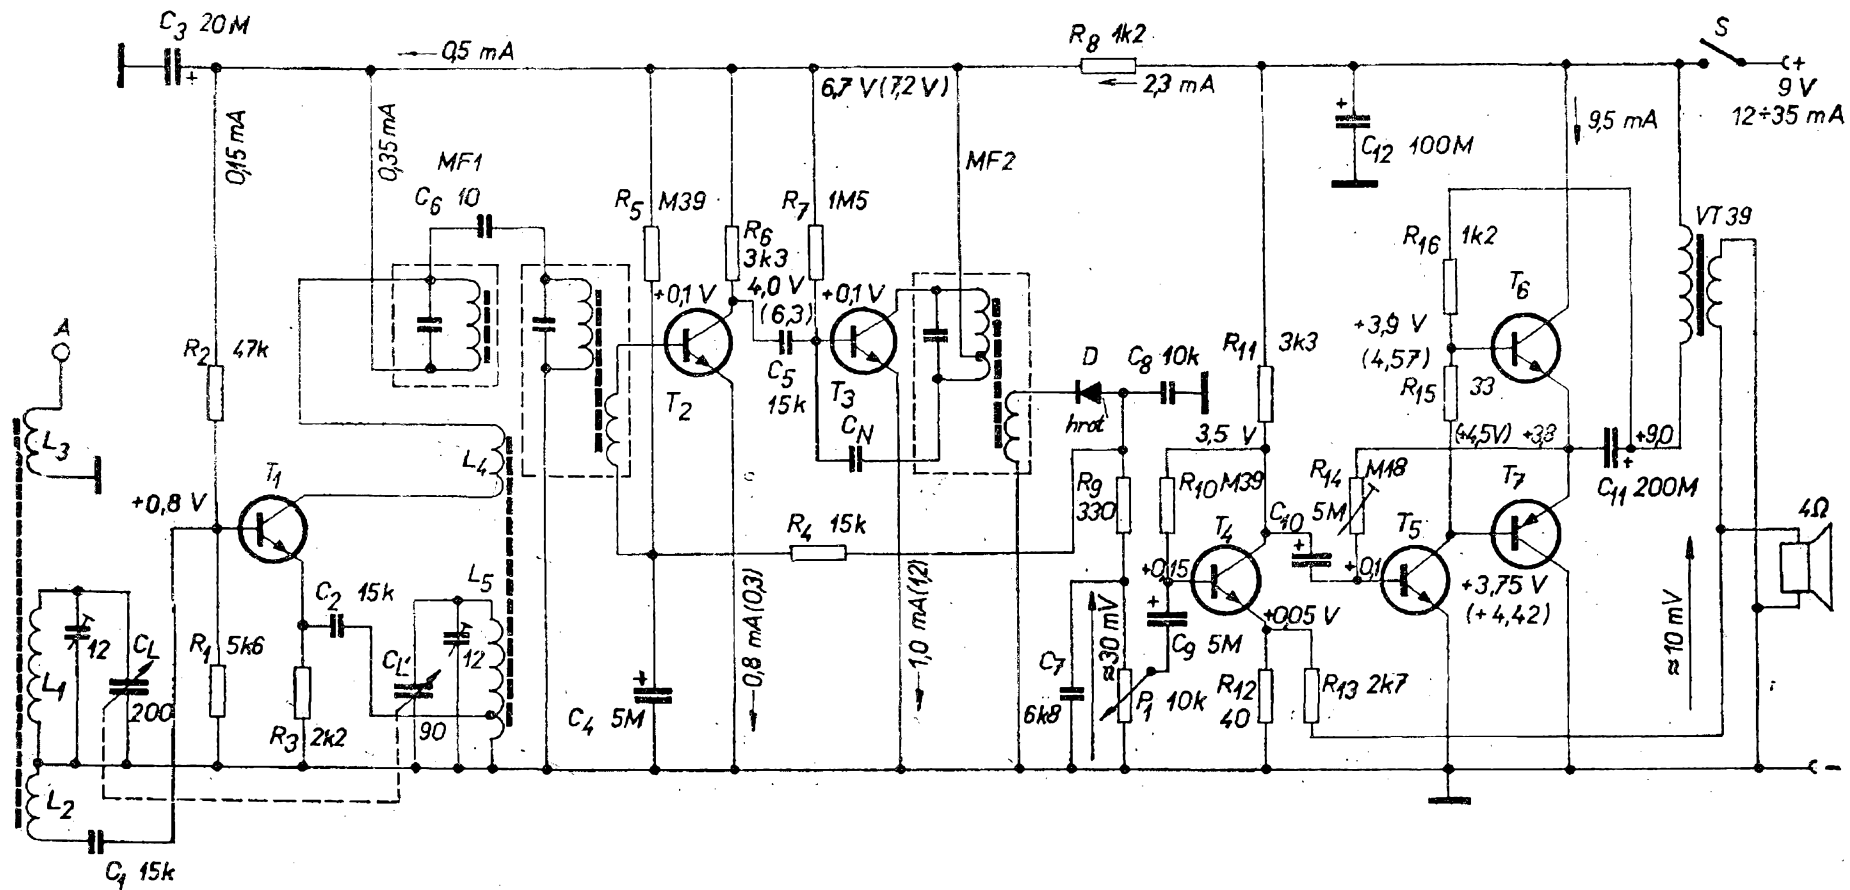 C3 20M
0,5 mA
R8 1k2
S
+
9 V
12÷35 mA
6,7 V (7,2 V)
2,3 mA
0,15 mA
0,35 mA
MF1
C6 10
R5 M39
R6
3k3
4,0 V
(6,3)
R7 1M5
MF2
C12 100M
9,5 mA
VT 39
R16 1k2
T6
+3,9 V
(4,57)
R15 33
A
R2 47k
+0,1 V
T2
C5
15k
+0,1 V
T3
CN
D
hrot
C8 10k
R11 3k3
3,5 V
(+4,5V) +3,8
+9,0
C11 200M
L3
L4
T1
+0,8 V
R4 15k
R9
330
R10 M39
R14 M18
5M
C10
T4
T5
T7
4Ω
+0,15
+0,1
+3,75 V
(+4,42)
+0,05 V
L5
C2 15k
CL' 90
12
L1
12
CL
200
R1 5k6
R3 2k2
C4 5M
0,8 mA (0,3)
1,0 mA (1,2)
C7
6k8
≈30 mV
C9 5M
P1 10k
R12
40
R13 2k7
≈10 mV
L2
C1 15k
-